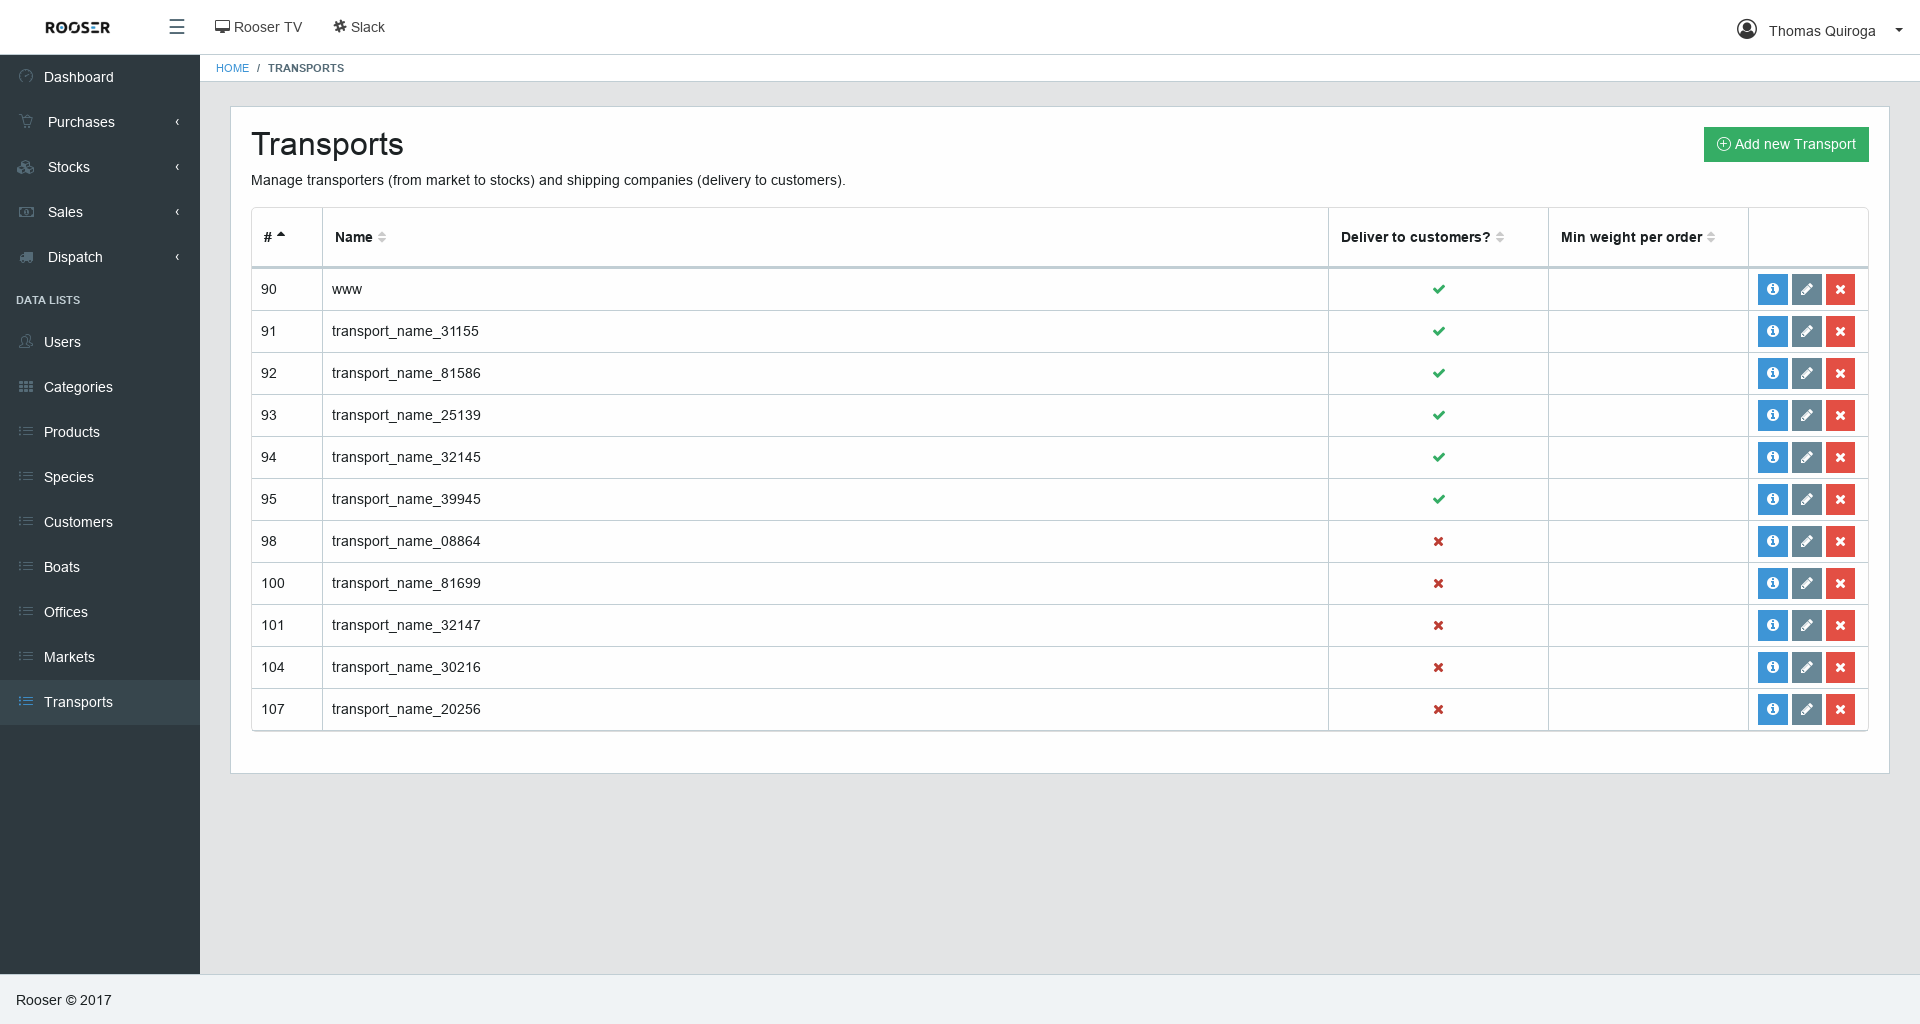 ROOSER
Rooser TV
Slack
Thomas Quiroga
HOME / TRANSPORTS
Dashboard
Purchases
Stocks
Sales
Dispatch
DATA LISTS
Users
Categories
Products
Species
Customers
Boats
Offices
Markets
Transports
Transports
Add new Transport
Manage transporters (from market to stocks) and shipping companies (delivery to customers).
# Name Deliver to customers? Min weight per order
90 www
91 transport_name_31155
92 transport_name_81586
93 transport_name_25139
94 transport_name_32145
95 transport_name_39945
98 transport_name_08864
100 transport_name_81699
101 transport_name_32147
104 transport_name_30216
107 transport_name_20256
Rooser © 2017